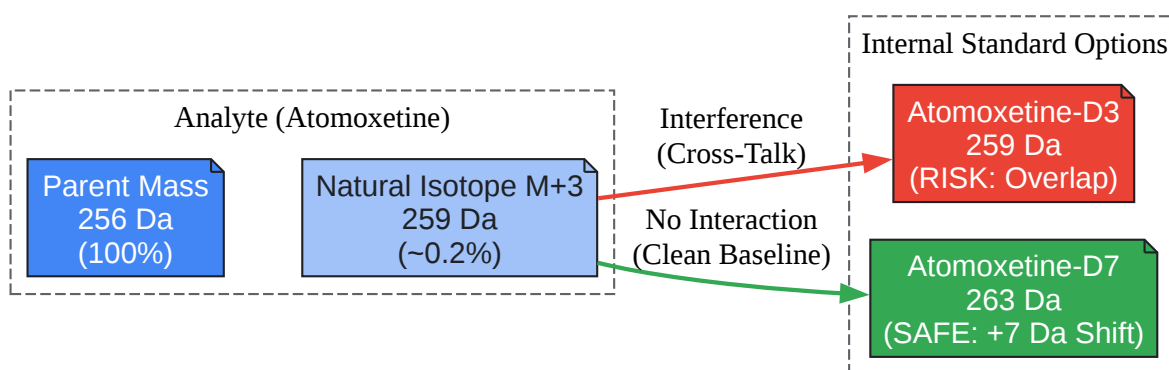 Analyte (Atomoxetine)
Parent Mass
256 Da
(100%)
Natural Isotope M+3
259 Da
(~0.2%)
Interference
(Cross-Talk)
No Interaction
(Clean Baseline)
Internal Standard Options
Atomoxetine-D3
259 Da
(RISK: Overlap)
Atomoxetine-D7
263 Da
(SAFE: +7 Da Shift)